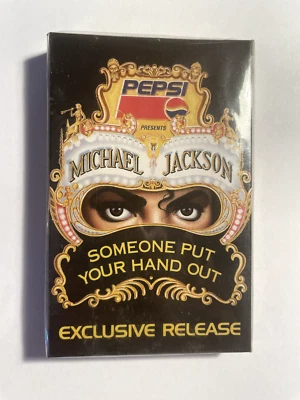 PEPSI
PRESENTS
MICHAEL JACKSON
SOMEONE PUT
YOUR HAND OUT
EXCLUSIVE RELEASE